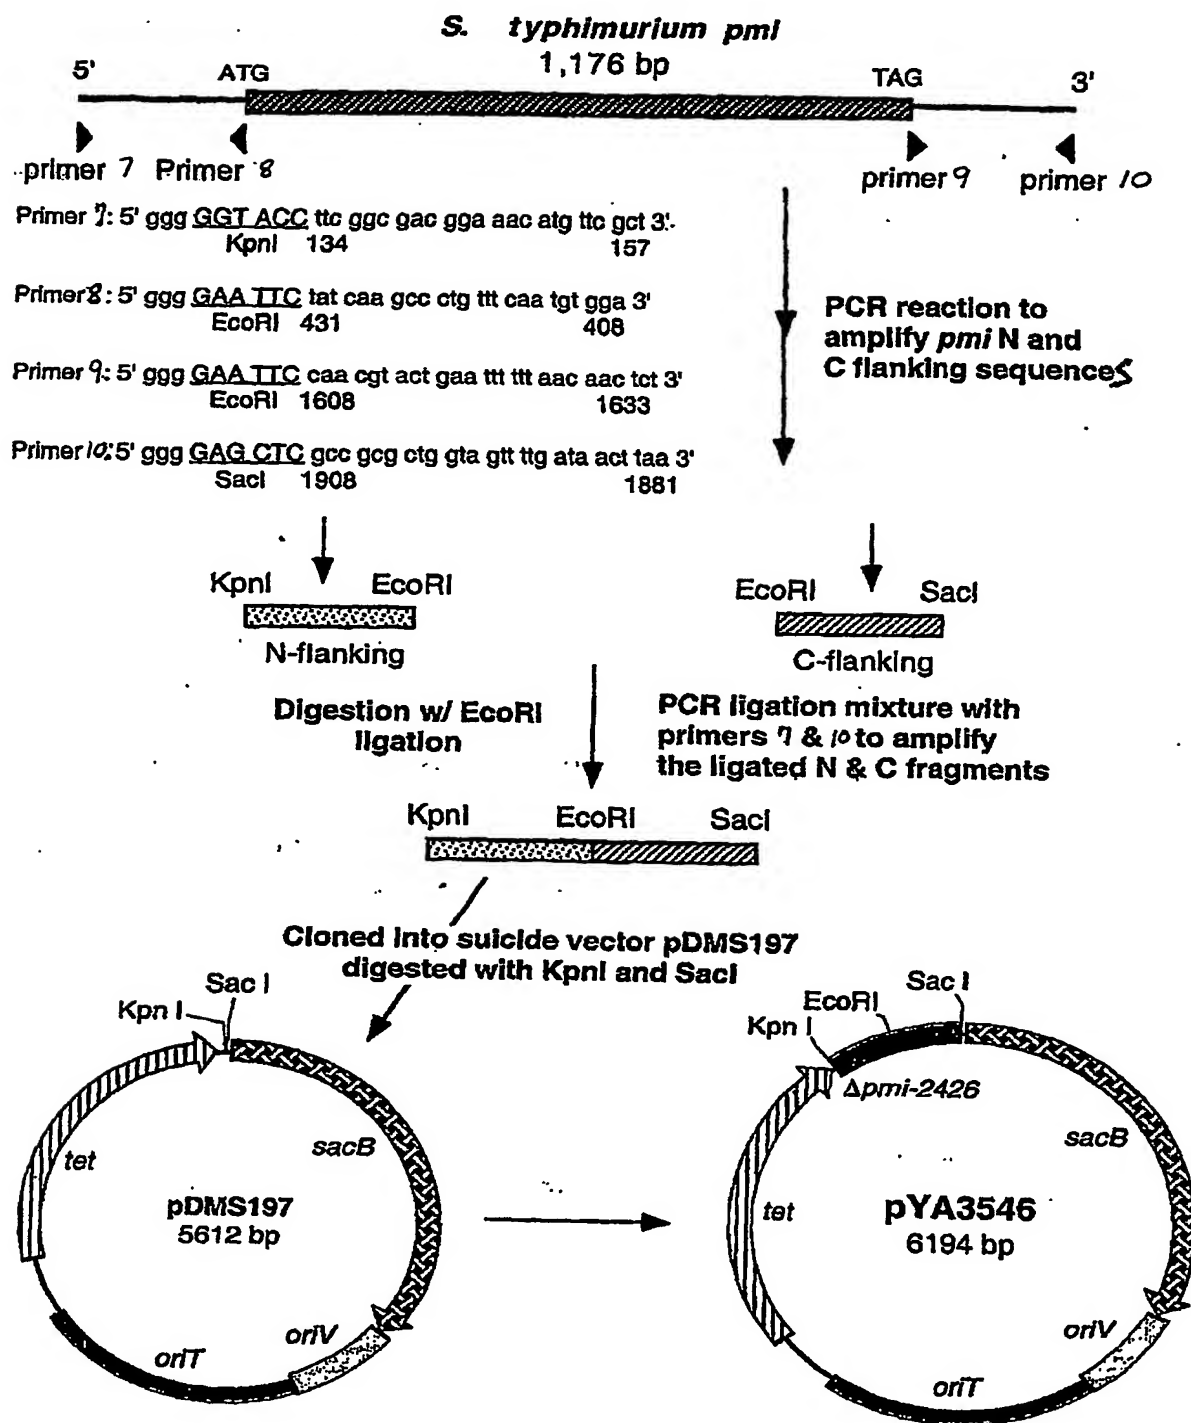 S. typhimurium pmi
1,176 bp
5' ATG TAG 3'
primer 7 Primer 8 primer 9 primer 10
Primer 7: 5' ggg GGT ACC ttc ggc gac gga aac atg ttc gct 3'
KpnI 134 157
Primer 8: 5' ggg GAA TTC tat caa gcc ctg ttt caa tgt gga 3'
EcoRI 431 408
Primer 9: 5' ggg GAA TTC caa cgt act gaa ttt ttt aac aac tct 3'
EcoRI 1608 1633
Primer 10: 5' ggg GAG CTC gcc gcg ctg gta gtt ttg ata act taa 3'
SacI 1908 1881
PCR reaction to
amplify pmi N and
C flanking sequences
KpnI EcoRI
N-flanking
EcoRI SacI
C-flanking
Digestion w/ EcoRI
ligation
PCR ligation mixture with
primers 7 & 10 to amplify
the ligated N & C fragments
KpnI EcoRI SacI
Cloned into suicide vector pDMS197
digested with KpnI and SacI
Kpn I Sac I
tet
sacB
pDMS197
5612 bp
oriV
oriT
Kpn I EcoRI Sac I
Δpmi-2426
sacB
tet
pYA3546
6194 bp
oriV
oriT